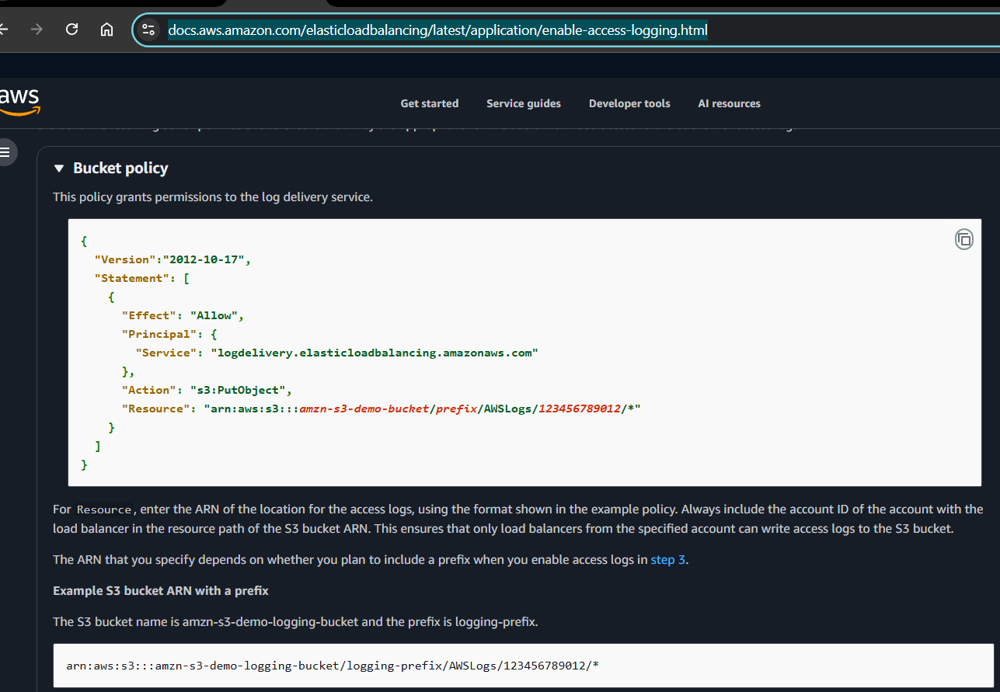 docs.aws.amazon.com/elasticloadbalancing/latest/application/enable-access-logging.html
aws
Get started
Service guides
Developer tools
AI resources
▼ Bucket policy
This policy grants permissions to the log delivery service.
{
  "Version":"2012-10-17",
  "Statement": [
    {
      "Effect": "Allow",
      "Principal": {
        "Service": "logdelivery.elasticloadbalancing.amazonaws.com"
      },
      "Action": "s3:PutObject",
      "Resource": "arn:aws:s3:::amzn-s3-demo-bucket/prefix/AWSLogs/123456789012/*"
    }
  ]
}
For Resource, enter the ARN of the location for the access logs, using the format shown in the example policy. Always include the account ID of the account with the
load balancer in the resource path of the S3 bucket ARN. This ensures that only load balancers from the specified account can write access logs to the S3 bucket.
The ARN that you specify depends on whether you plan to include a prefix when you enable access logs in step 3.
Example S3 bucket ARN with a prefix
The S3 bucket name is amzn-s3-demo-logging-bucket and the prefix is logging-prefix.
arn:aws:s3:::amzn-s3-demo-logging-bucket/logging-prefix/AWSLogs/123456789012/*